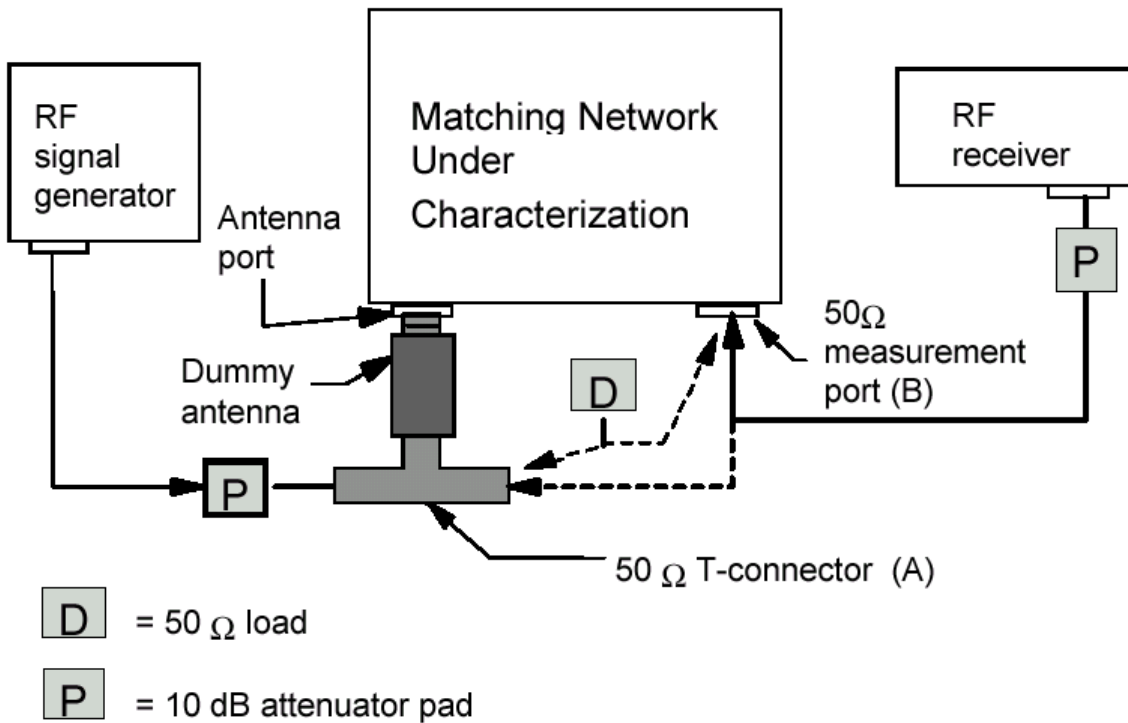 RF
signal
generator
Antenna
port
Matching Network
Under
Characterization
RF
receiver
P
50Ω
measurement
port (B)
Dummy
antenna
D
P
50 Ω T-connector (A)
D = 50 Ω load
P = 10 dB attenuator pad